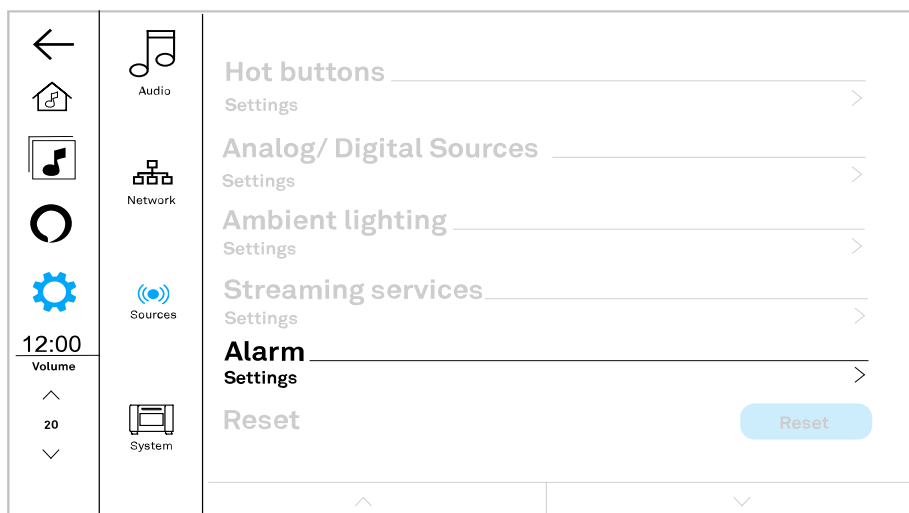 12:00
Volume
20
Audio
Network
Sources
System
Hot buttons
Settings
Analog/ Digital Sources
Settings
Ambient lighting
Settings
Streaming services
Settings
Alarm
Settings
Reset
Reset